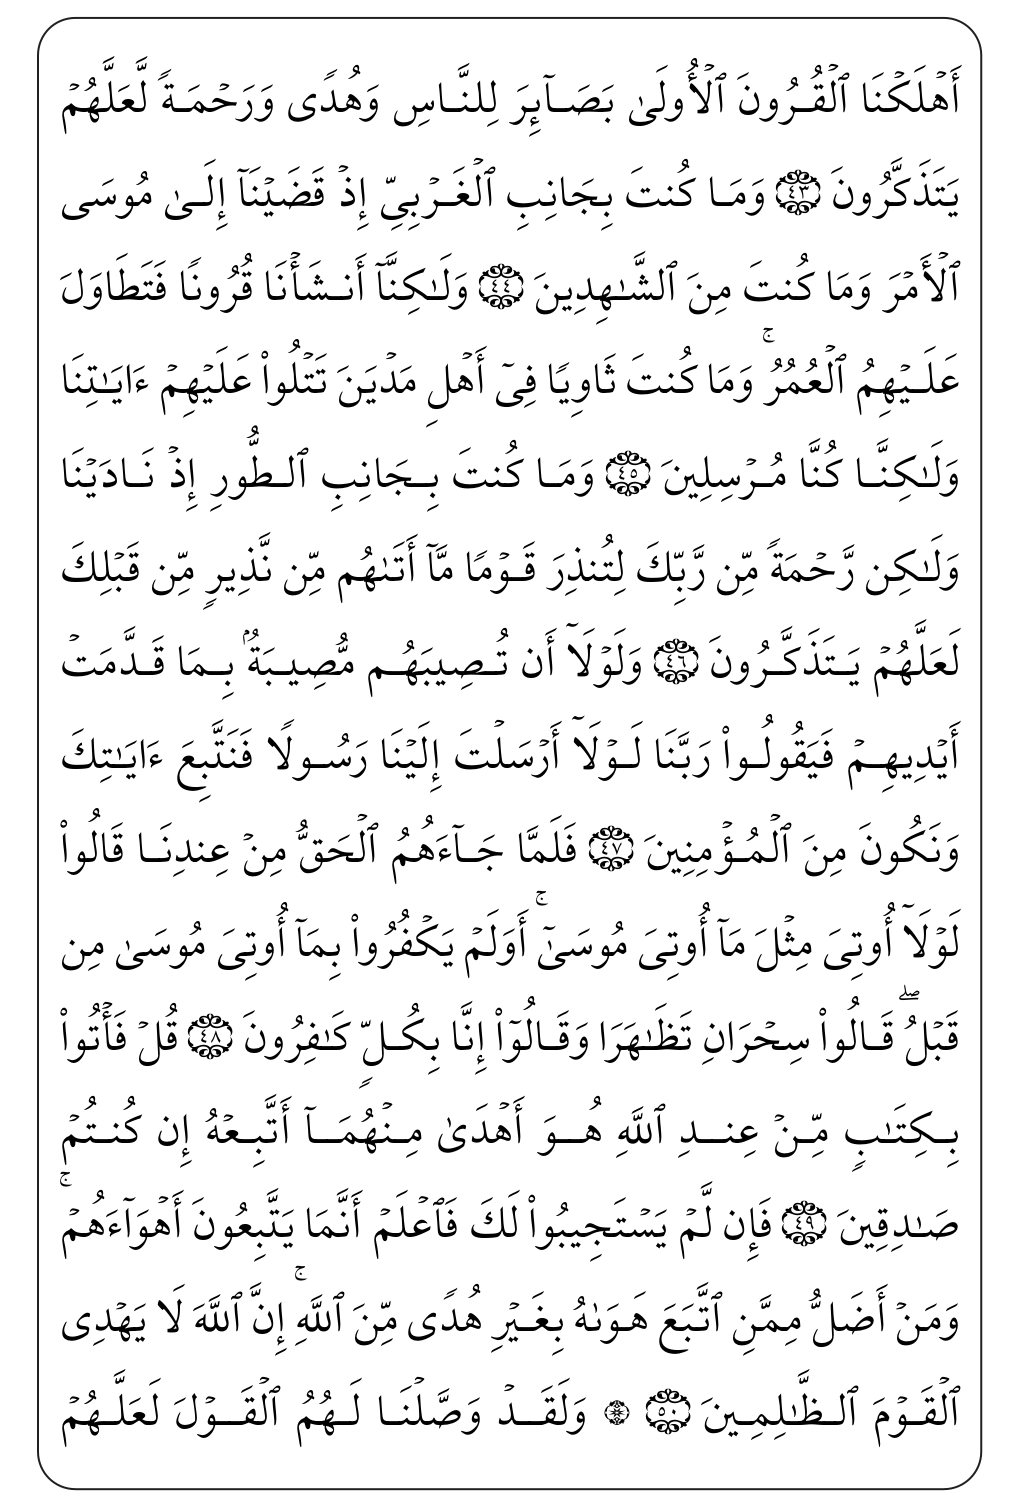 أَهۡلَكۡنَا ٱلۡقُرُونَ ٱلۡأُولَىٰ بَصَآئِرَ لِلنَّاسِ وَهُدٗى وَرَحۡمَةٗ لَّعَلَّهُمۡ
يَتَذَكَّرُونَ ٤٣ وَمَا كُنتَ بِجَانِبِ ٱلۡغَرۡبِيِّ إِذۡ قَضَيۡنَآ إِلَىٰ مُوسَى
ٱلۡأَمۡرَ وَمَا كُنتَ مِنَ ٱلشَّٰهِدِينَ ٤٤ وَلَٰكِنَّآ أَنشَأۡنَا قُرُونٗا فَتَطَاوَلَ
عَلَيۡهِمُ ٱلۡعُمُرُۚ وَمَا كُنتَ ثَاوِيٗا فِيٓ أَهۡلِ مَدۡيَنَ تَتۡلُواْ عَلَيۡهِمۡ ءَايَٰتِنَا
وَلَٰكِنَّا كُنَّا مُرۡسِلِينَ ٤٥ وَمَا كُنتَ بِجَانِبِ ٱلطُّورِ إِذۡ نَادَيۡنَا
وَلَٰكِن رَّحۡمَةٗ مِّن رَّبِّكَ لِتُنذِرَ قَوۡمٗا مَّآ أَتَىٰهُم مِّن نَّذِيرٖ مِّن قَبۡلِكَ
لَعَلَّهُمۡ يَتَذَكَّرُونَ ٤٦ وَلَوۡلَآ أَن تُصِيبَهُم مُّصِيبَةُۢ بِمَا قَدَّمَتۡ
أَيۡدِيهِمۡ فَيَقُولُواْ رَبَّنَا لَوۡلَآ أَرۡسَلۡتَ إِلَيۡنَا رَسُولٗا فَنَتَّبِعَ ءَايَٰتِكَ
وَنَكُونَ مِنَ ٱلۡمُؤۡمِنِينَ ٤٧ فَلَمَّا جَآءَهُمُ ٱلۡحَقُّ مِنۡ عِندِنَا قَالُواْ
لَوۡلَآ أُوتِيَ مِثۡلَ مَآ أُوتِيَ مُوسَىٰٓۚ أَوَلَمۡ يَكۡفُرُواْ بِمَآ أُوتِيَ مُوسَىٰ مِن
قَبۡلُۖ قَالُواْ سِحۡرَانِ تَظَٰهَرَا وَقَالُوٓاْ إِنَّا بِكُلّٖ كَٰفِرُونَ ٤٨ قُلۡ فَأۡتُواْ
بِكِتَٰبٖ مِّنۡ عِندِ ٱللَّهِ هُوَ أَهۡدَىٰ مِنۡهُمَآ أَتَّبِعۡهُ إِن كُنتُمۡ
صَٰدِقِينَ ٤٩ فَإِن لَّمۡ يَسۡتَجِيبُواْ لَكَ فَٱعۡلَمۡ أَنَّمَا يَتَّبِعُونَ أَهۡوَآءَهُمۡۚ
وَمَنۡ أَضَلُّ مِمَّنِ ٱتَّبَعَ هَوَىٰهُ بِغَيۡرِ هُدٗى مِّنَ ٱللَّهِۚ إِنَّ ٱللَّهَ لَا يَهۡدِي
ٱلۡقَوۡمَ ٱلظَّٰلِمِينَ ٥٠ ۞ وَلَقَدۡ وَصَّلۡنَا لَهُمُ ٱلۡقَوۡلَ لَعَلَّهُمۡ